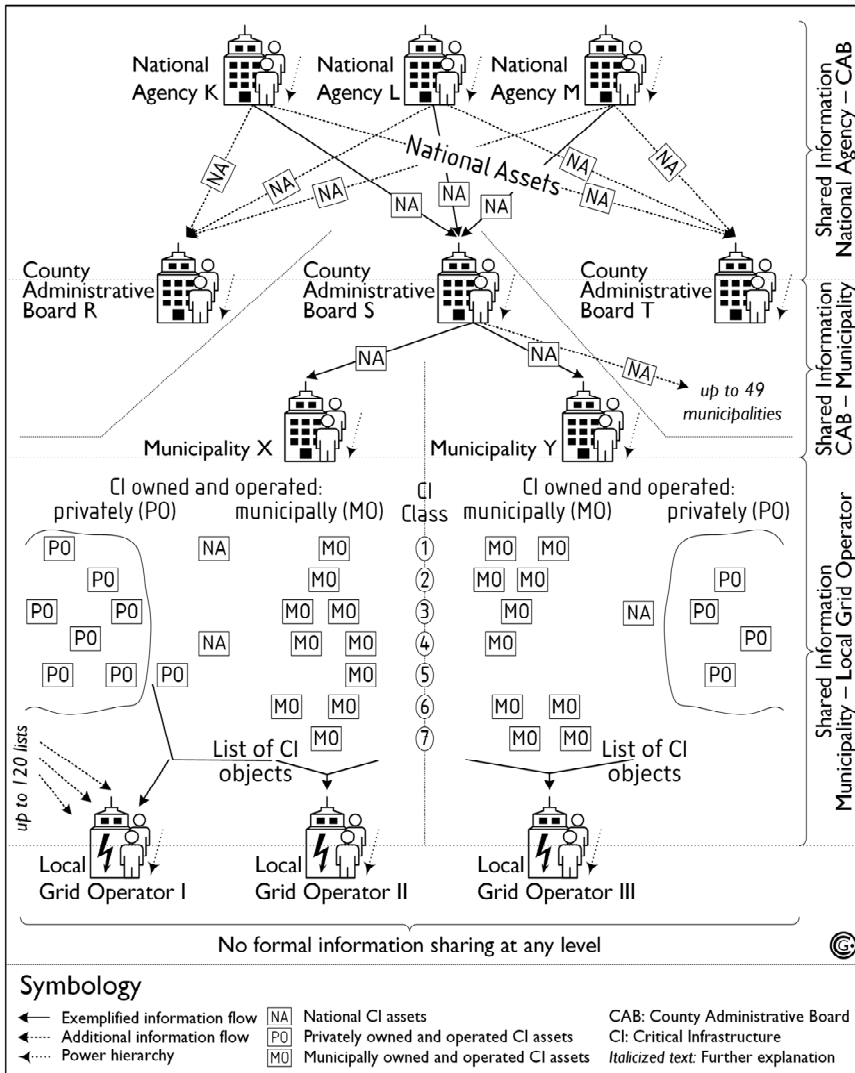 National
Agency K
National
Agency L
National
Agency M
Shared Information
National Agency – CAB
NA
NA
NA
National Assets
NA
NA
NA
NA
NA
NA
County
Administrative
Board R
County
Administrative
Board S
County
Administrative
Board T
Shared Information
CAB – Municipality
NA
NA
NA
up to 49
municipalities
Municipality X
Municipality Y
Shared Information
Municipality – Local Grid Operator
CI owned and operated:
privately (PO) municipally (MO)
CI
Class
CI owned and operated:
municipally (MO) privately (PO)
PO NA MO 1 MO MO
PO MO 2 MO MO PO
PO PO MO MO 3 MO NA PO
PO NA MO MO 4 MO PO
PO PO PO MO 5 PO
MO MO 6 MO MO
MO 7 MO MO
up to 120 lists
List of CI
objects
List of CI
objects
Local
Grid Operator I
Local
Grid Operator II
Local
Grid Operator III
No formal information sharing at any level
Symbology
Exemplified information flow
Additional information flow
Power hierarchy
NA National CI assets
PO Privately owned and operated CI assets
MO Municipally owned and operated CI assets
CAB: County Administrative Board
CI: Critical Infrastructure
Italicized text: Further explanation